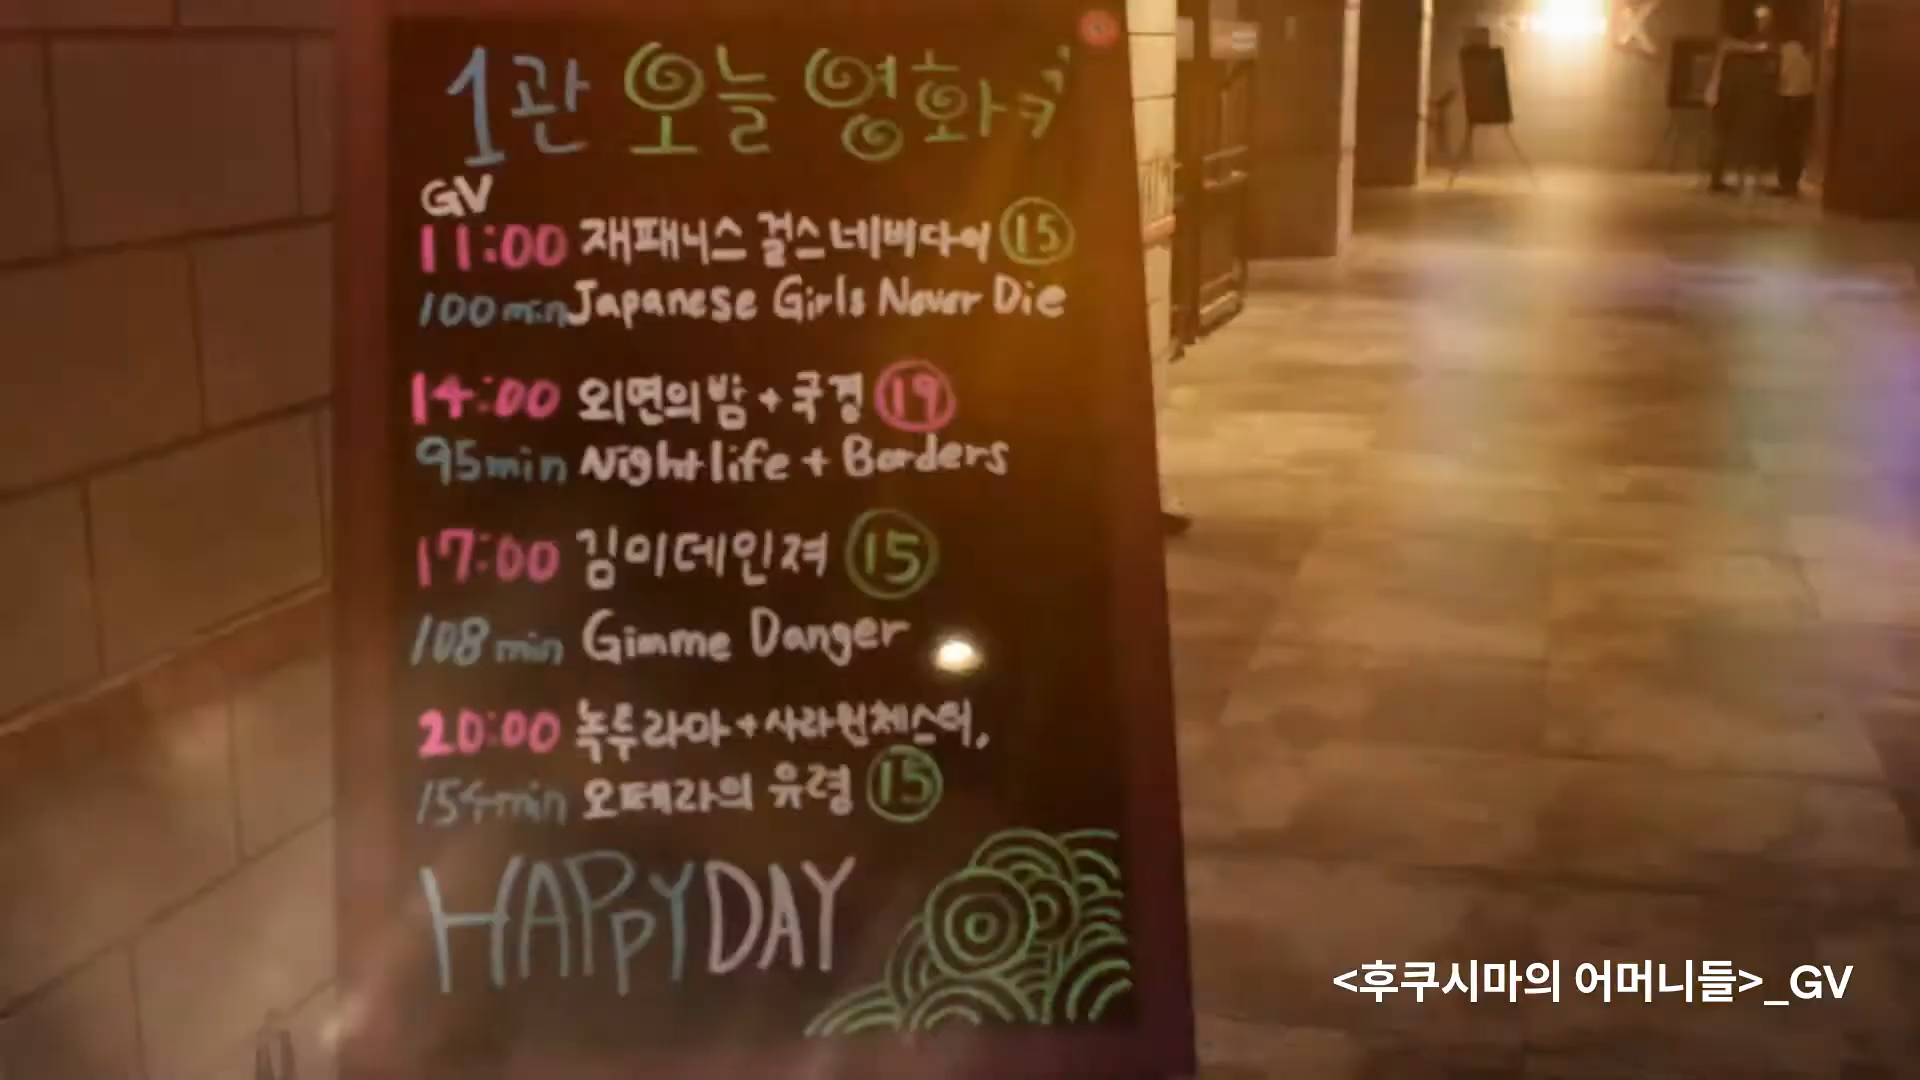 1관 오늘 영화
GV
11:00 재패니스 걸스 네버다이 15
100min Japanese Girls Never Die
14:00 외면의 밤 + 국경 19
95min Nightlife + Borders
17:00 김미데인져 15
108min Gimme Danger
20:00 녹루라마 + 사라윈체스터,
154min 오페라의 유령 15
HAPPY DAY
<후쿠시마의 어머니들>_GV